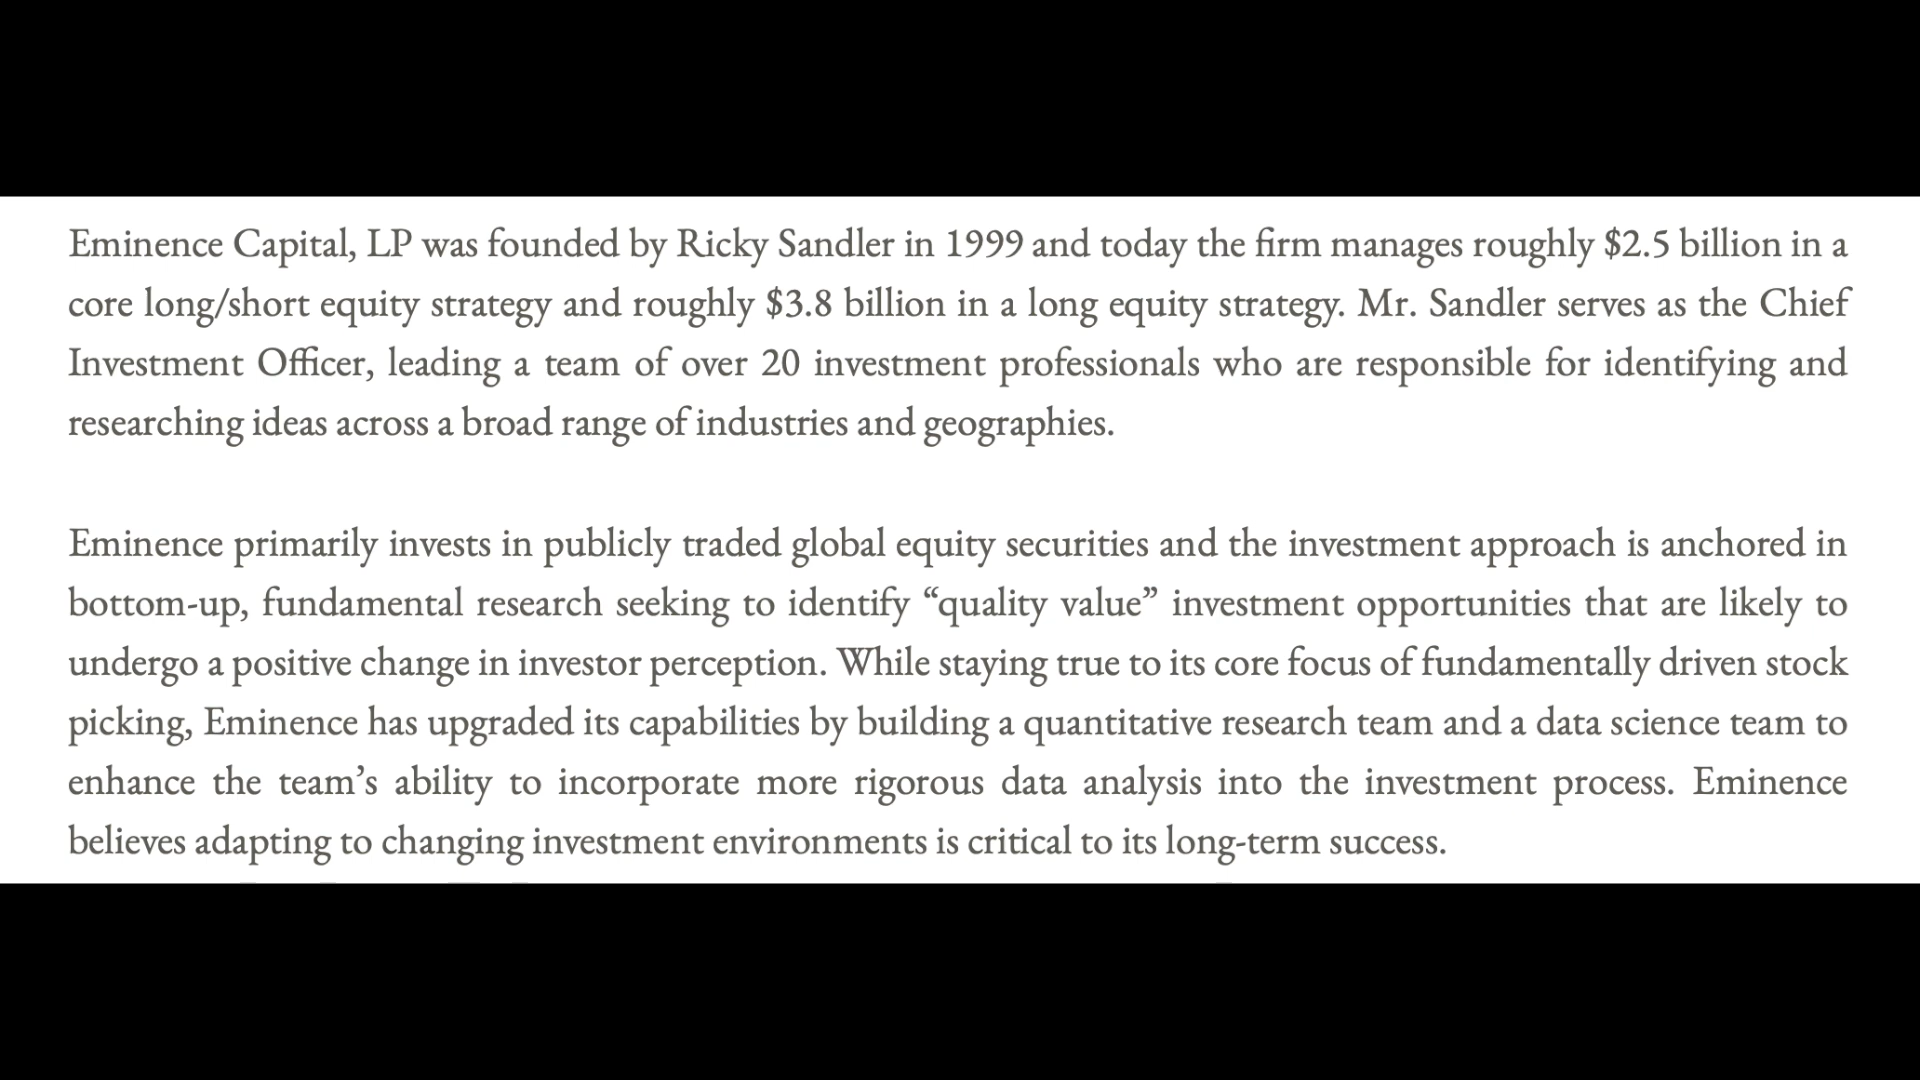 Eminence Capital, LP was founded by Ricky Sandler in 1999 and today the firm manages roughly $2.5 billion in a
core long/short equity strategy and roughly $3.8 billion in a long equity strategy. Mr. Sandler serves as the Chief
Investment Officer, leading a team of over 20 investment professionals who are responsible for identifying and
researching ideas across a broad range of industries and geographies.
Eminence primarily invests in publicly traded global equity securities and the investment approach is anchored in
bottom-up, fundamental research seeking to identify “quality value” investment opportunities that are likely to
undergo a positive change in investor perception. While staying true to its core focus of fundamentally driven stock
picking, Eminence has upgraded its capabilities by building a quantitative research team and a data science team to
enhance the team’s ability to incorporate more rigorous data analysis into the investment process. Eminence
believes adapting to changing investment environments is critical to its long-term success.